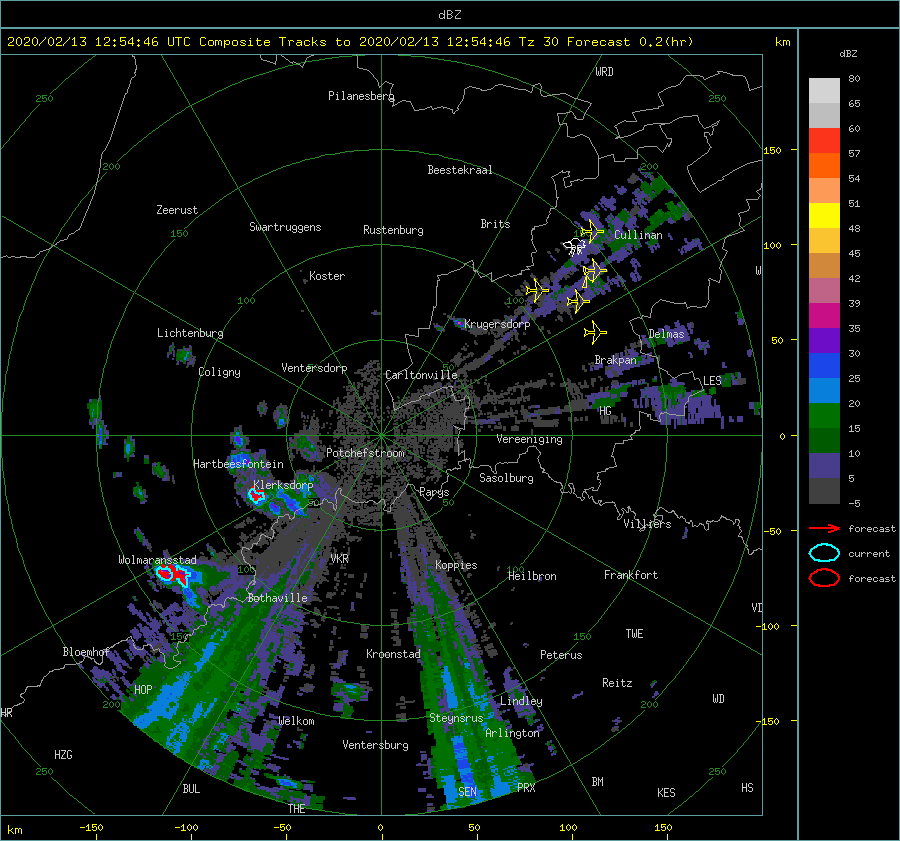 dBZ
2020/02/13 12:54:46 UTC Composite Tracks to 2020/02/13 12:54:46 Tz 30 Forecast 0.2(hr)
km
dBZ
80
65
60
57
54
51
48
45
42
39
35
30
25
20
15
10
5
-5
forecast
current
forecast
WRD
250
250
Pilanesberg
150
200
200
Beestekraal
Zeerust
Swartruggens
Rustenburg
Brits
Cullinan
150
100
Koster
100
100
Krugersdorp
Lichtenburg
Delmas
50
Coligny
Ventersdorp
Carltonville
Brakpan
LES
HG
0
Vereeniging
Potchefstroom
Hartbeesfontein
Sasolburg
Klerksdorp
Parys
50
50
Villiers
-50
Wolmaransstad
VKR
Koppies
100
100
Heilbron
Frankfort
Bothaville
VD
-100
150
150
TWE
Bloemhof
Kroonstad
Peterus
HOP
Reitz
WD
200
200
Lindley
HR
Welkom
Steynsrus
-150
Arlington
Ventersburg
HZG
250
250
BUL
SEN
PRX
BM
KES
HS
THE
km
-150
-100
-50
0
50
100
150